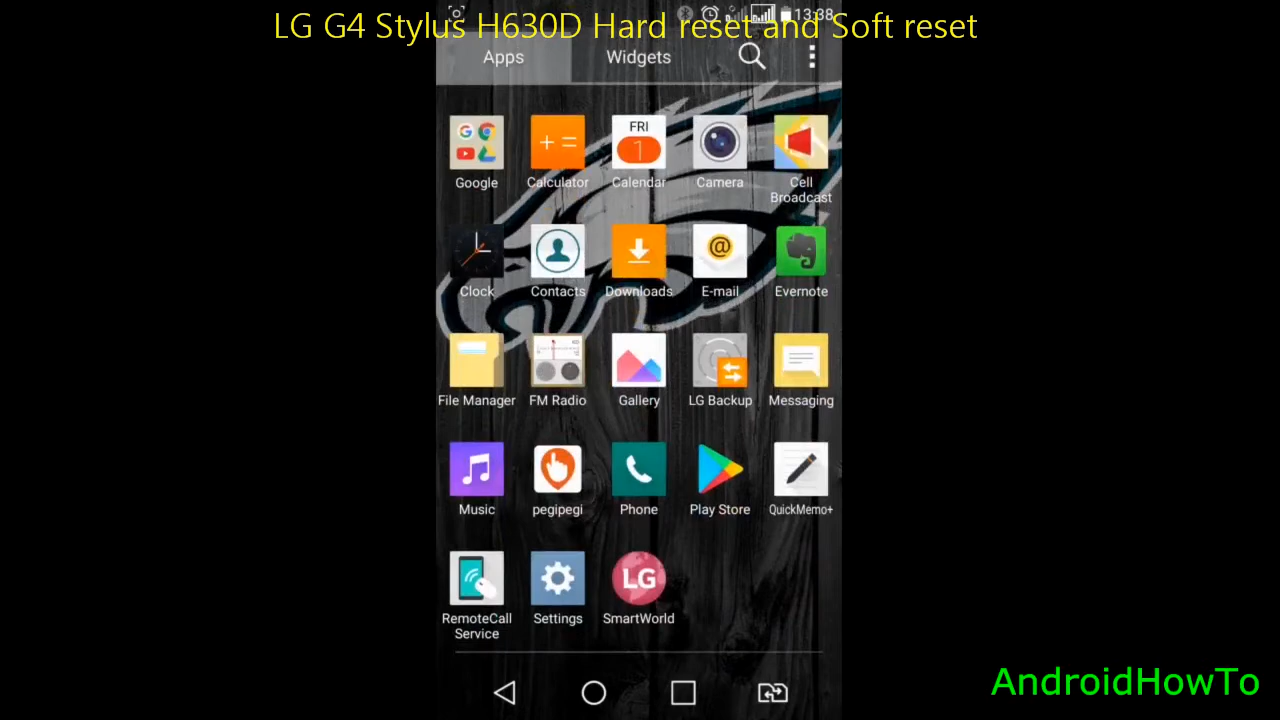 LG G4 Stylus H630D Hard reset and Soft reset
13:38
Apps
Widgets
FRI
1
Google
Calculator
Calendar
Camera
Cell
Broadcast
@
Clock
Contacts
Downloads
E-mail
Evernote
File Manager
FM Radio
Gallery
LG Backup
Messaging
Music
pegipegi
Phone
Play Store
QuickMemo+
LG
RemoteCall
Service
Settings
SmartWorld
AndroidHowTo